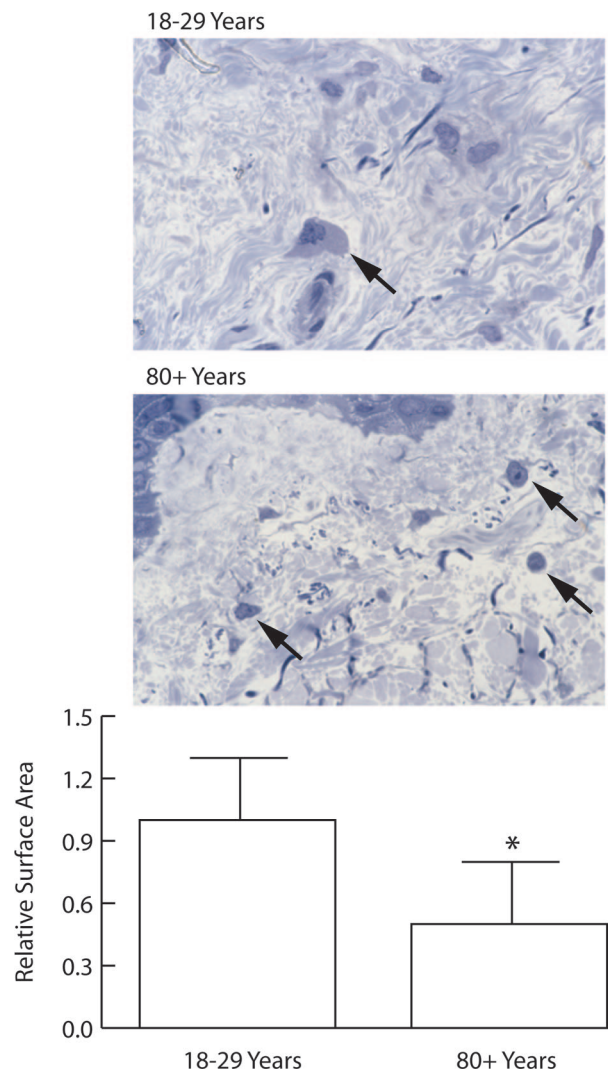 18-29 Years
80+ Years
1.5
1.2
0.9
0.6
0.3
0.0
Relative Surface Area
*
18-29 Years
80+ Years